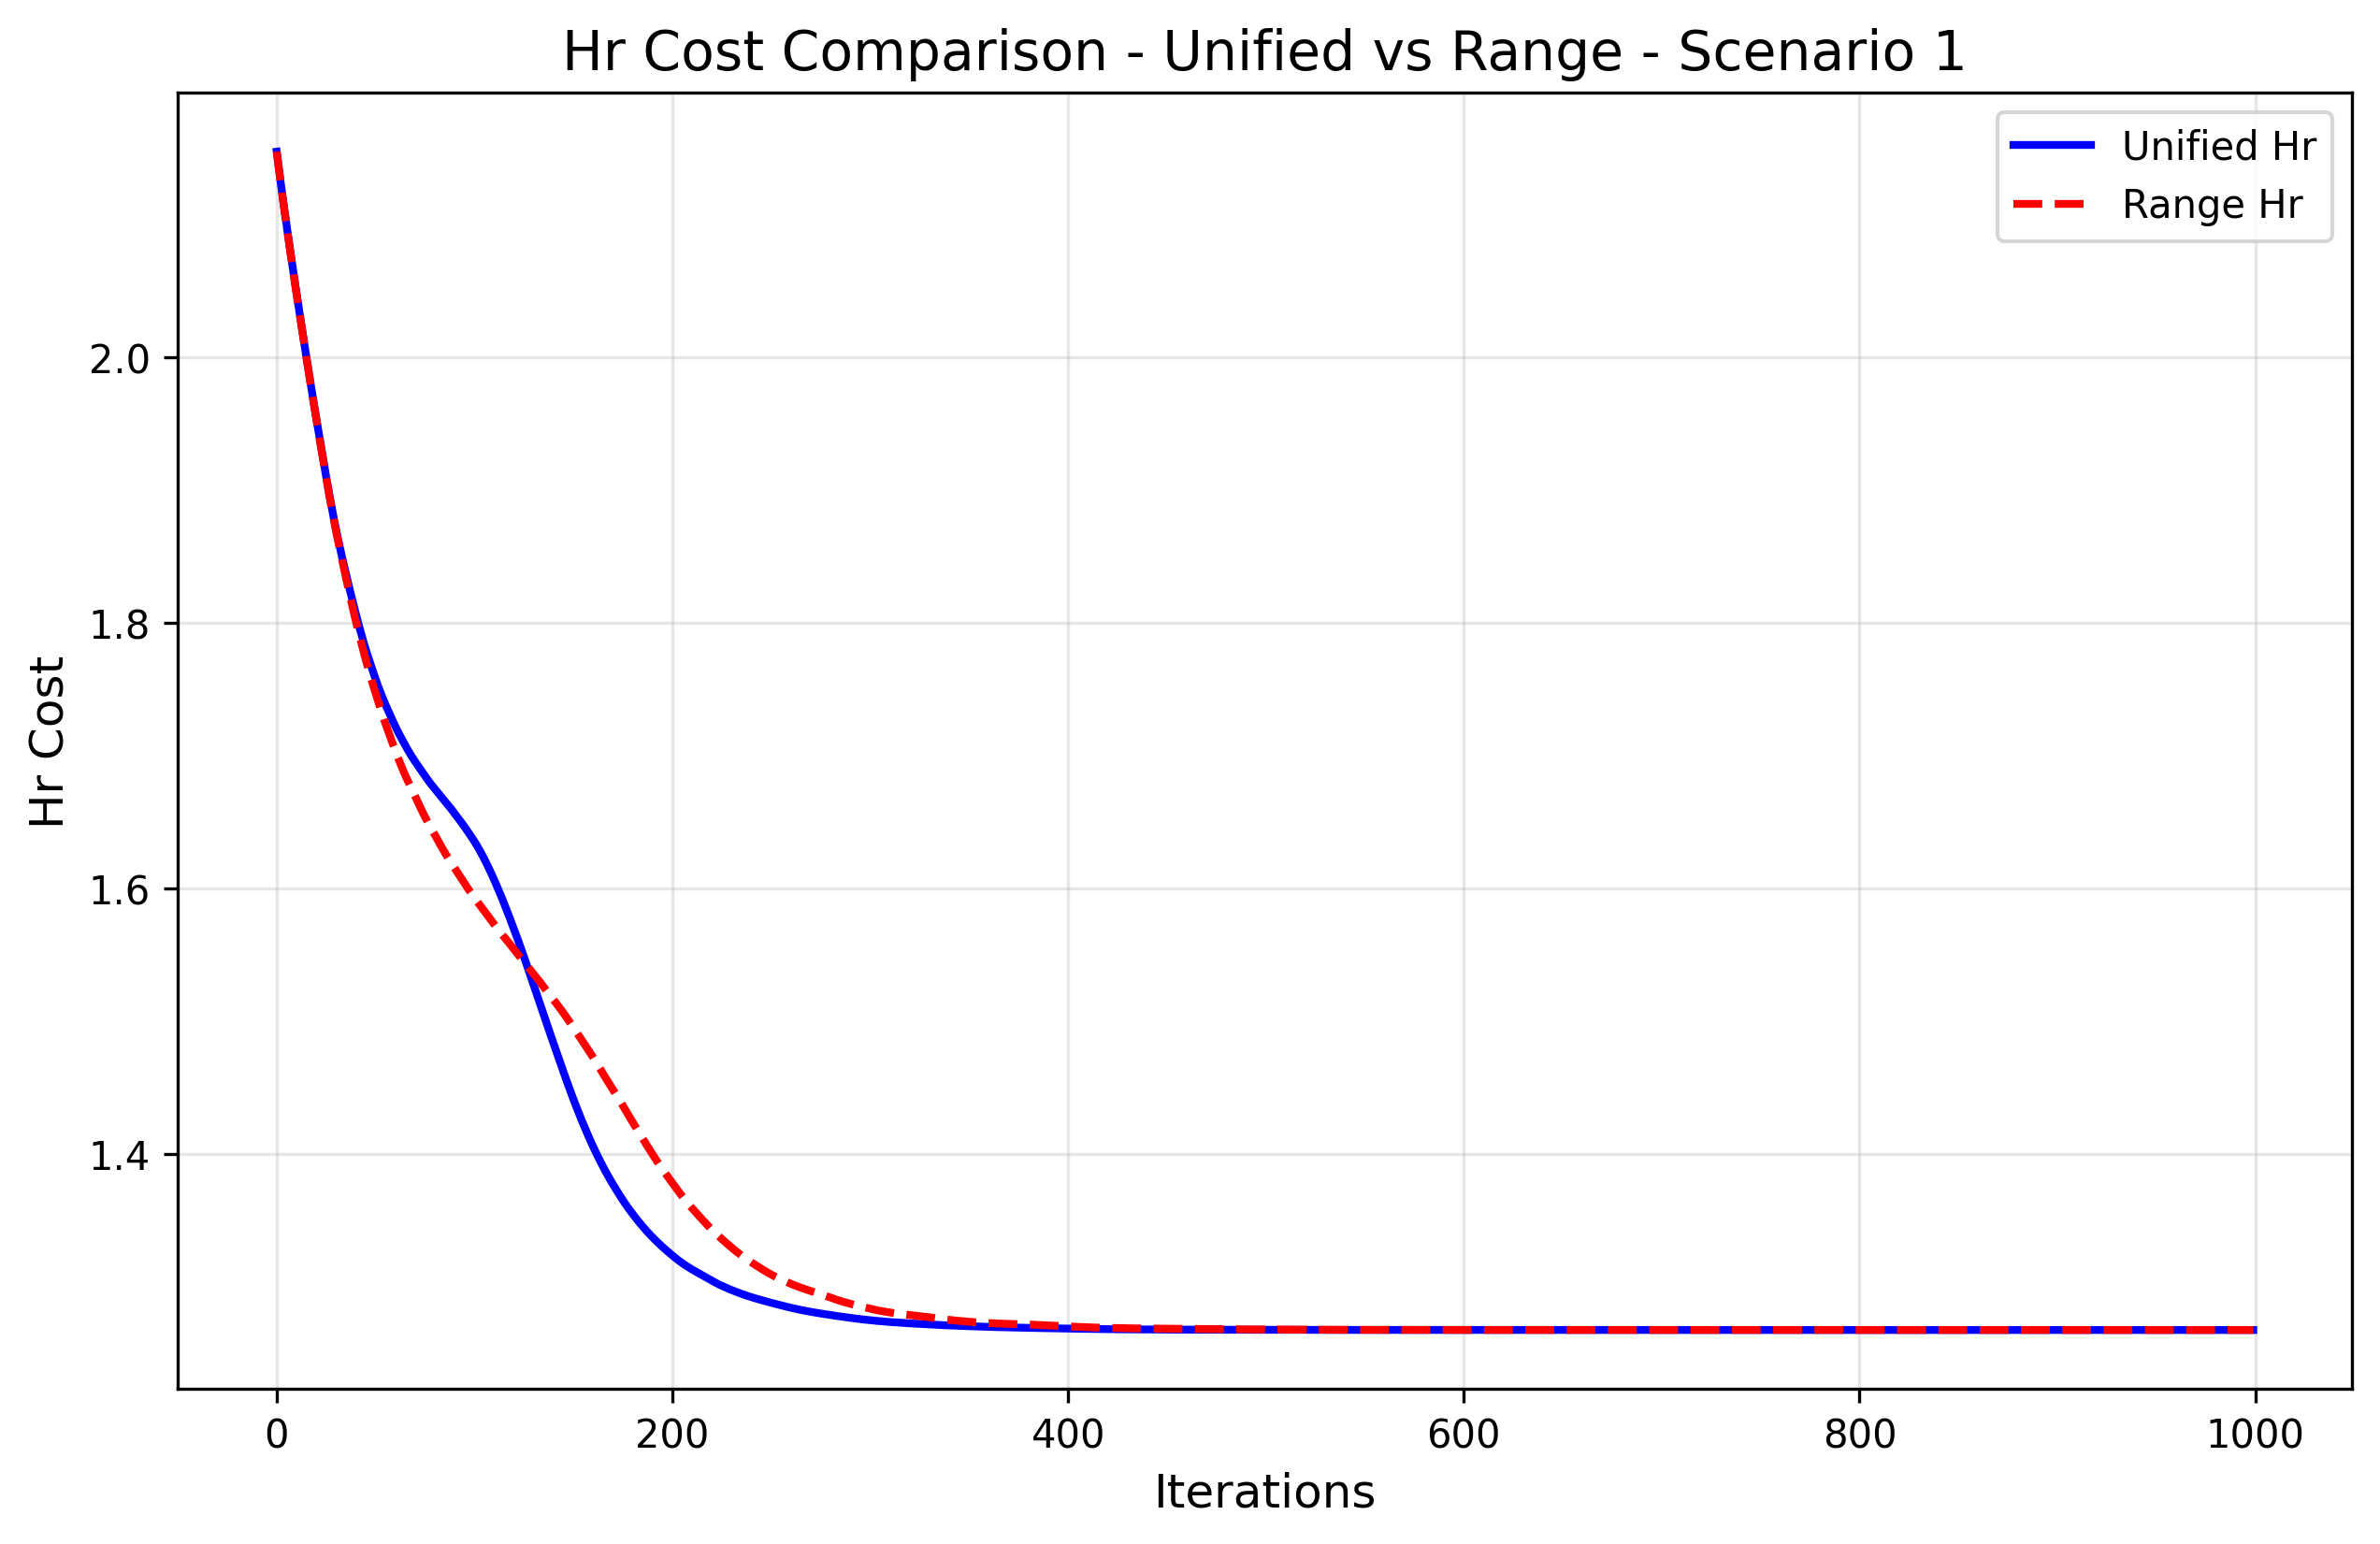 Hr Cost Comparison - Unified vs Range - Scenario 1
Unified Hr
Range Hr
2.0
1.8
1.6
1.4
Hr Cost
0 200 400 600 800 1000
Iterations